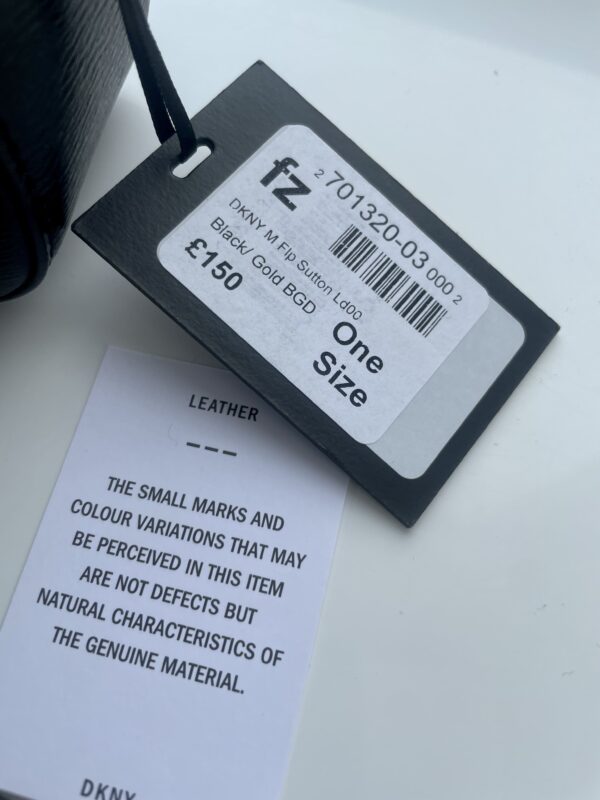 fz
2 701320-03 000 2
DKNY M Flp Sutton Ld00
Black/ Gold BGD
£150
One
Size
LEATHER
---
THE SMALL MARKS AND
COLOUR VARIATIONS THAT MAY
BE PERCEIVED IN THIS ITEM
ARE NOT DEFECTS BUT
NATURAL CHARACTERISTICS OF
THE GENUINE MATERIAL.
DKNY